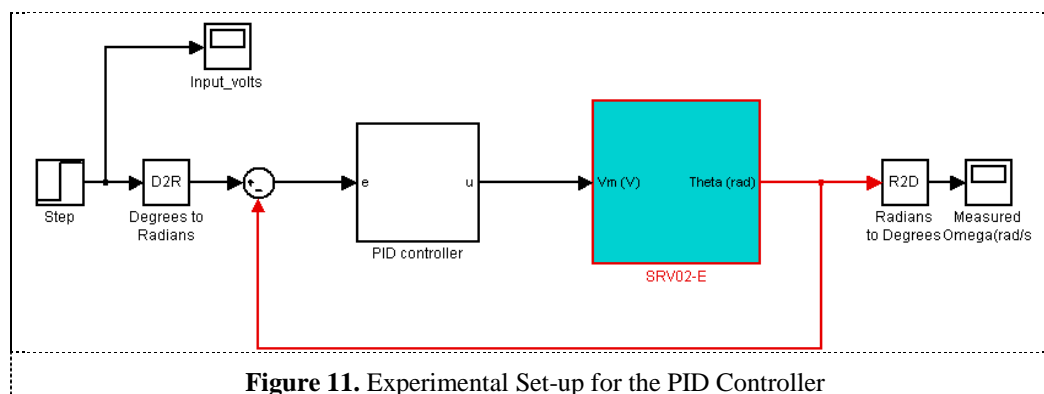 Input_volts
Step
D2R
Degrees to
Radians
+
-
e
u
PID controller
Vm (V)
Theta (rad)
SRV02-E
R2D
Radians
to Degrees
Measured
Omega(rad/s
Figure 11. Experimental Set-up for the PID Controller